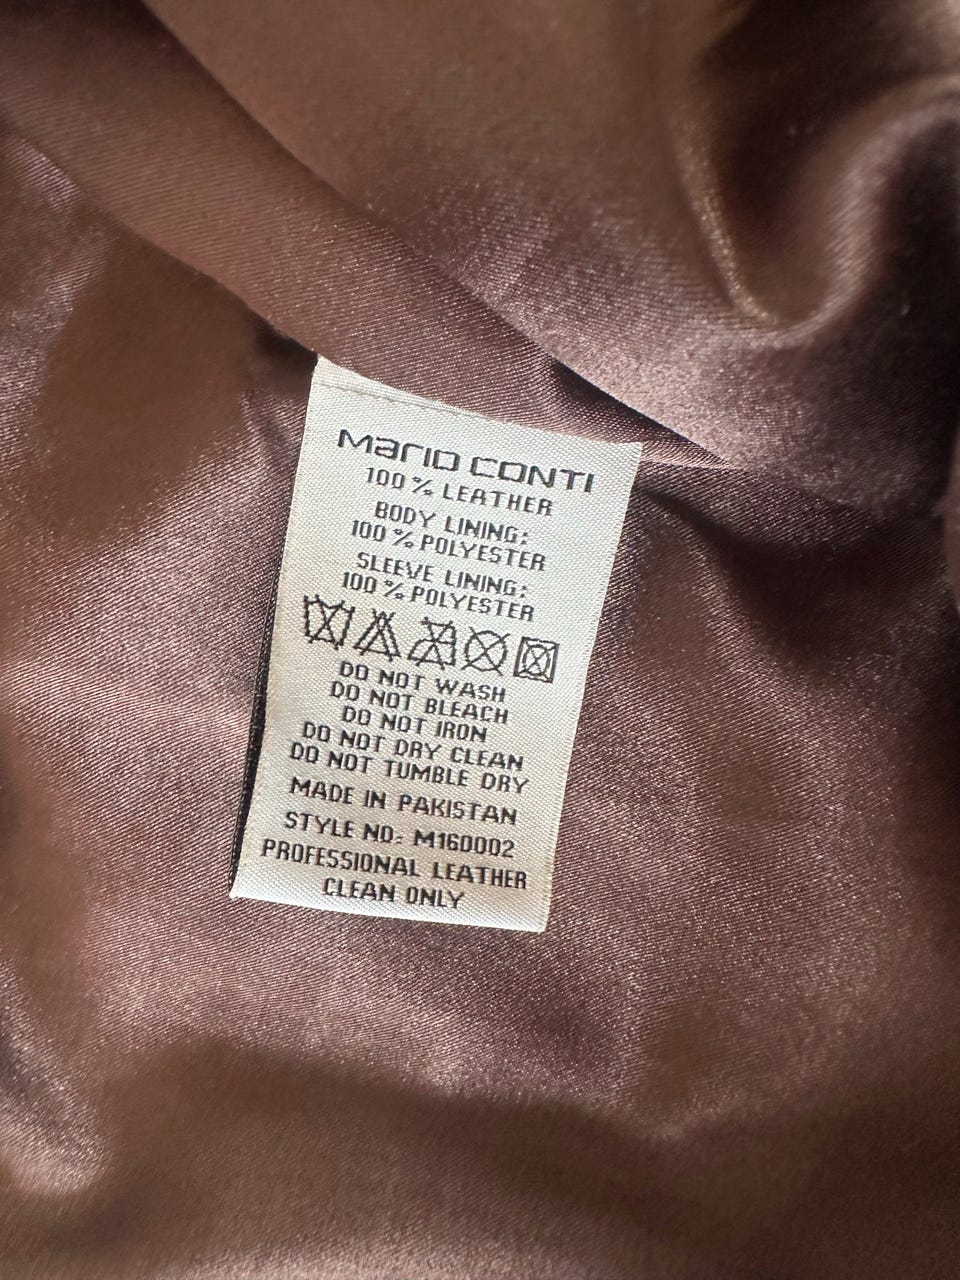 Mario CONTI
100 % LEATHER
BODY LINING:
100 % POLYESTER
SLEEVE LINING:
100 % POLYESTER
DO NOT WASH
DO NOT BLEACH
DO NOT IRON
DO NOT DRY CLEAN
DO NOT TUMBLE DRY
MADE IN PAKISTAN
STYLE NO: M160002
PROFESSIONAL LEATHER
CLEAN ONLY